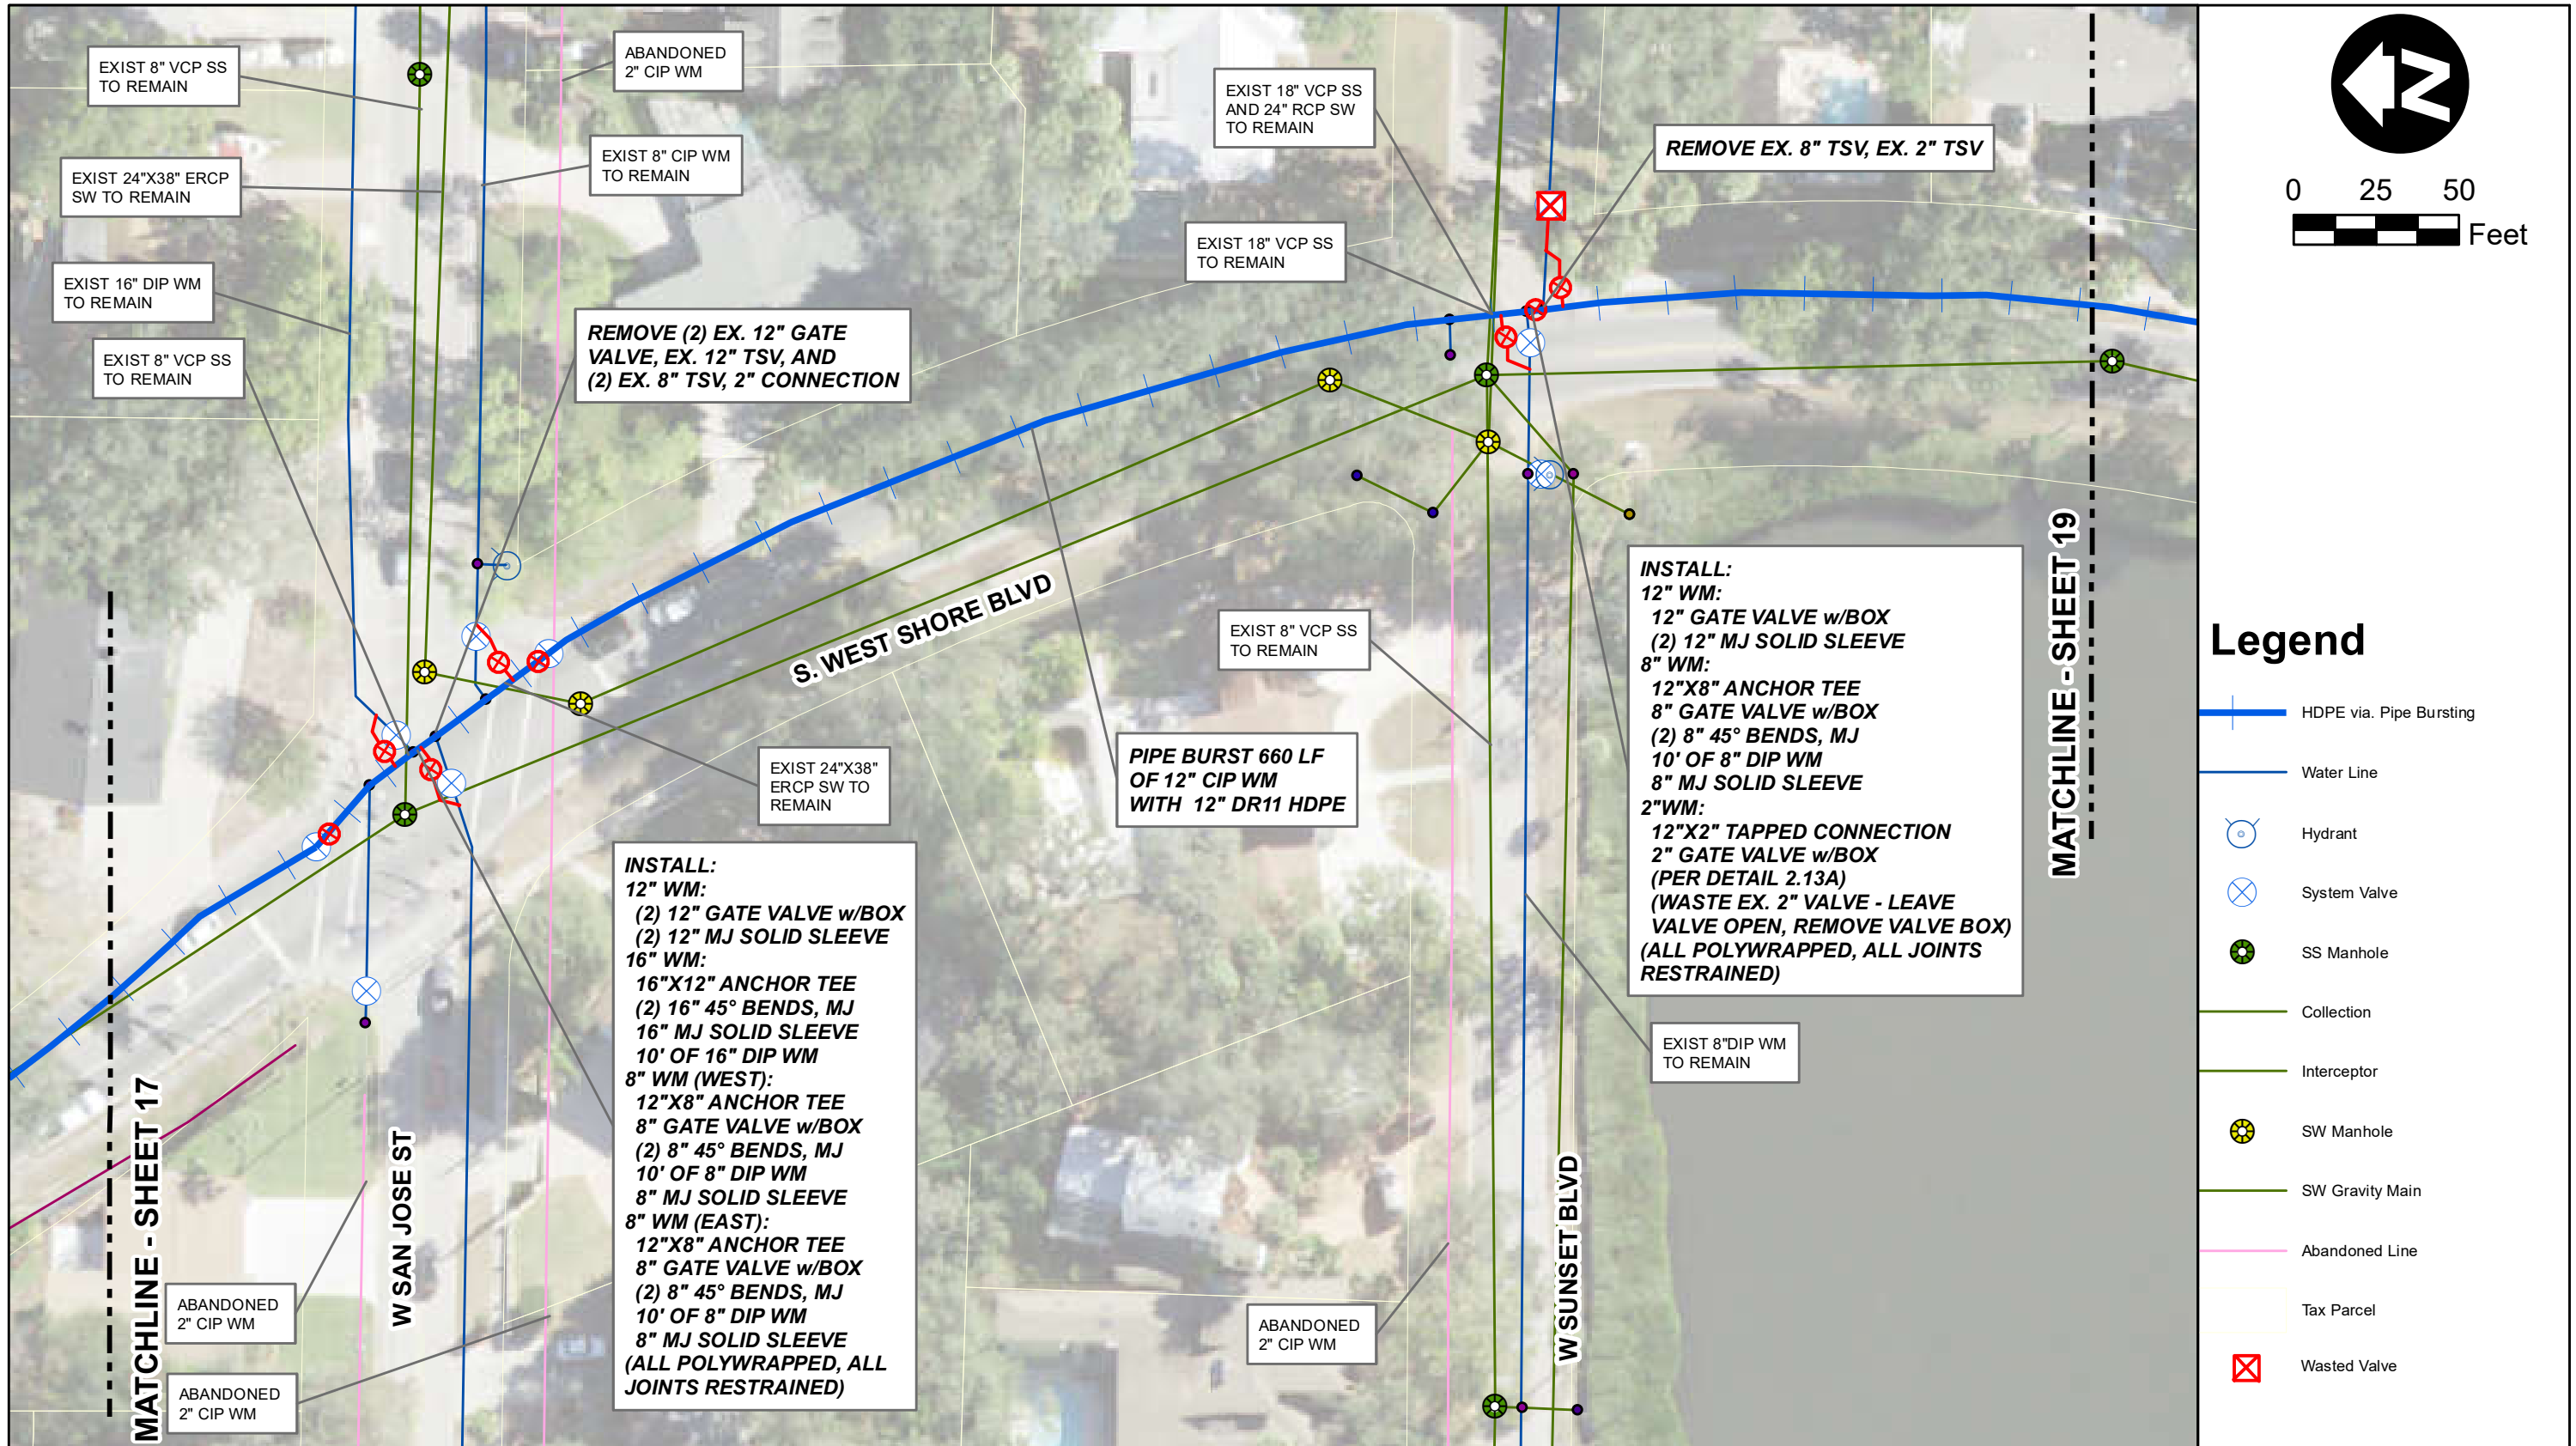 EXIST 8" VCP SS
TO REMAIN
ABANDONED
2" CIP WM
EXIST 24"X38" ERCP
SW TO REMAIN
EXIST 8" CIP WM
TO REMAIN
EXIST 16" DIP WM
TO REMAIN
EXIST 8" VCP SS
TO REMAIN
REMOVE (2) EX. 12" GATE
VALVE, EX. 12" TSV, AND
(2) EX. 8" TSV, 2" CONNECTION
EXIST 18" VCP SS
AND 24" RCP SW
TO REMAIN
REMOVE EX. 8" TSV, EX. 2" TSV
EXIST 18" VCP SS
TO REMAIN
S. WEST SHORE BLVD
EXIST 24"X38"
ERCP SW TO
REMAIN
PIPE BURST 660 LF
OF 12" CIP WM
WITH 12" DR11 HDPE
EXIST 8" VCP SS
TO REMAIN
INSTALL:
12" WM:
12" GATE VALVE w/BOX
(2) 12" MJ SOLID SLEEVE
8" WM:
12"X8" ANCHOR TEE
8" GATE VALVE w/BOX
(2) 8" 45° BENDS, MJ
10' OF 8" DIP WM
8" MJ SOLID SLEEVE
2"WM:
12"X2" TAPPED CONNECTION
2" GATE VALVE w/BOX
(PER DETAIL 2.13A)
(WASTE EX. 2" VALVE - LEAVE
VALVE OPEN, REMOVE VALVE BOX)
(ALL POLYWRAPPED, ALL JOINTS
RESTRAINED)
INSTALL:
12" WM:
(2) 12" GATE VALVE w/BOX
(2) 12" MJ SOLID SLEEVE
16" WM:
16"X12" ANCHOR TEE
(2) 16" 45° BENDS, MJ
16" MJ SOLID SLEEVE
10' OF 16" DIP WM
8" WM (WEST):
12"X8" ANCHOR TEE
8" GATE VALVE w/BOX
(2) 8" 45° BENDS, MJ
10' OF 8" DIP WM
8" MJ SOLID SLEEVE
8" WM (EAST):
12"X8" ANCHOR TEE
8" GATE VALVE w/BOX
(2) 8" 45° BENDS, MJ
10' OF 8" DIP WM
8" MJ SOLID SLEEVE
(ALL POLYWRAPPED, ALL
JOINTS RESTRAINED)
EXIST 8"DIP WM
TO REMAIN
MATCHLINE - SHEET 17
W SAN JOSE ST
ABANDONED
2" CIP WM
ABANDONED
2" CIP WM
ABANDONED
2" CIP WM
W SUNSET BLVD
MATCHLINE - SHEET 19
N
0 25 50
Feet
Legend
HDPE via. Pipe Bursting
Water Line
Hydrant
System Valve
SS Manhole
Collection
Interceptor
SW Manhole
SW Gravity Main
Abandoned Line
Tax Parcel
Wasted Valve